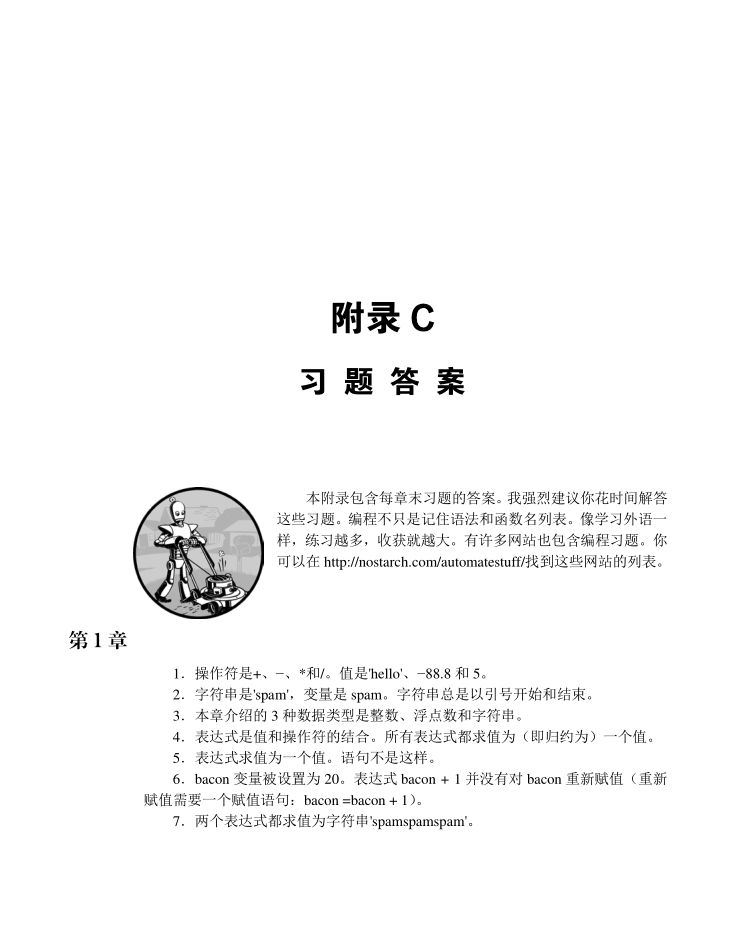 附录 C
习 题 答 案
本附录包含每章末习题的答案。我强烈建议你花时间解答
这些习题。编程不只是记住语法和函数名列表。像学习外语一
样，练习越多，收获就越大。有许多网站也包含编程习题。你
可以在 http://nostarch.com/automatestuff/找到这些网站的列表。
第 1 章
1．操作符是+、−、*和/。值是'hello'、−88.8 和 5。
2．字符串是'spam'，变量是 spam。字符串总是以引号开始和结束。
3．本章介绍的 3 种数据类型是整数、浮点数和字符串。
4．表达式是值和操作符的结合。所有表达式都求值为（即归约为）一个值。
5．表达式求值为一个值。语句不是这样。
6．bacon 变量被设置为 20。表达式 bacon + 1 并没有对 bacon 重新赋值（重新
赋值需要一个赋值语句：bacon =bacon + 1）。
7．两个表达式都求值为字符串'spamspamspam'。